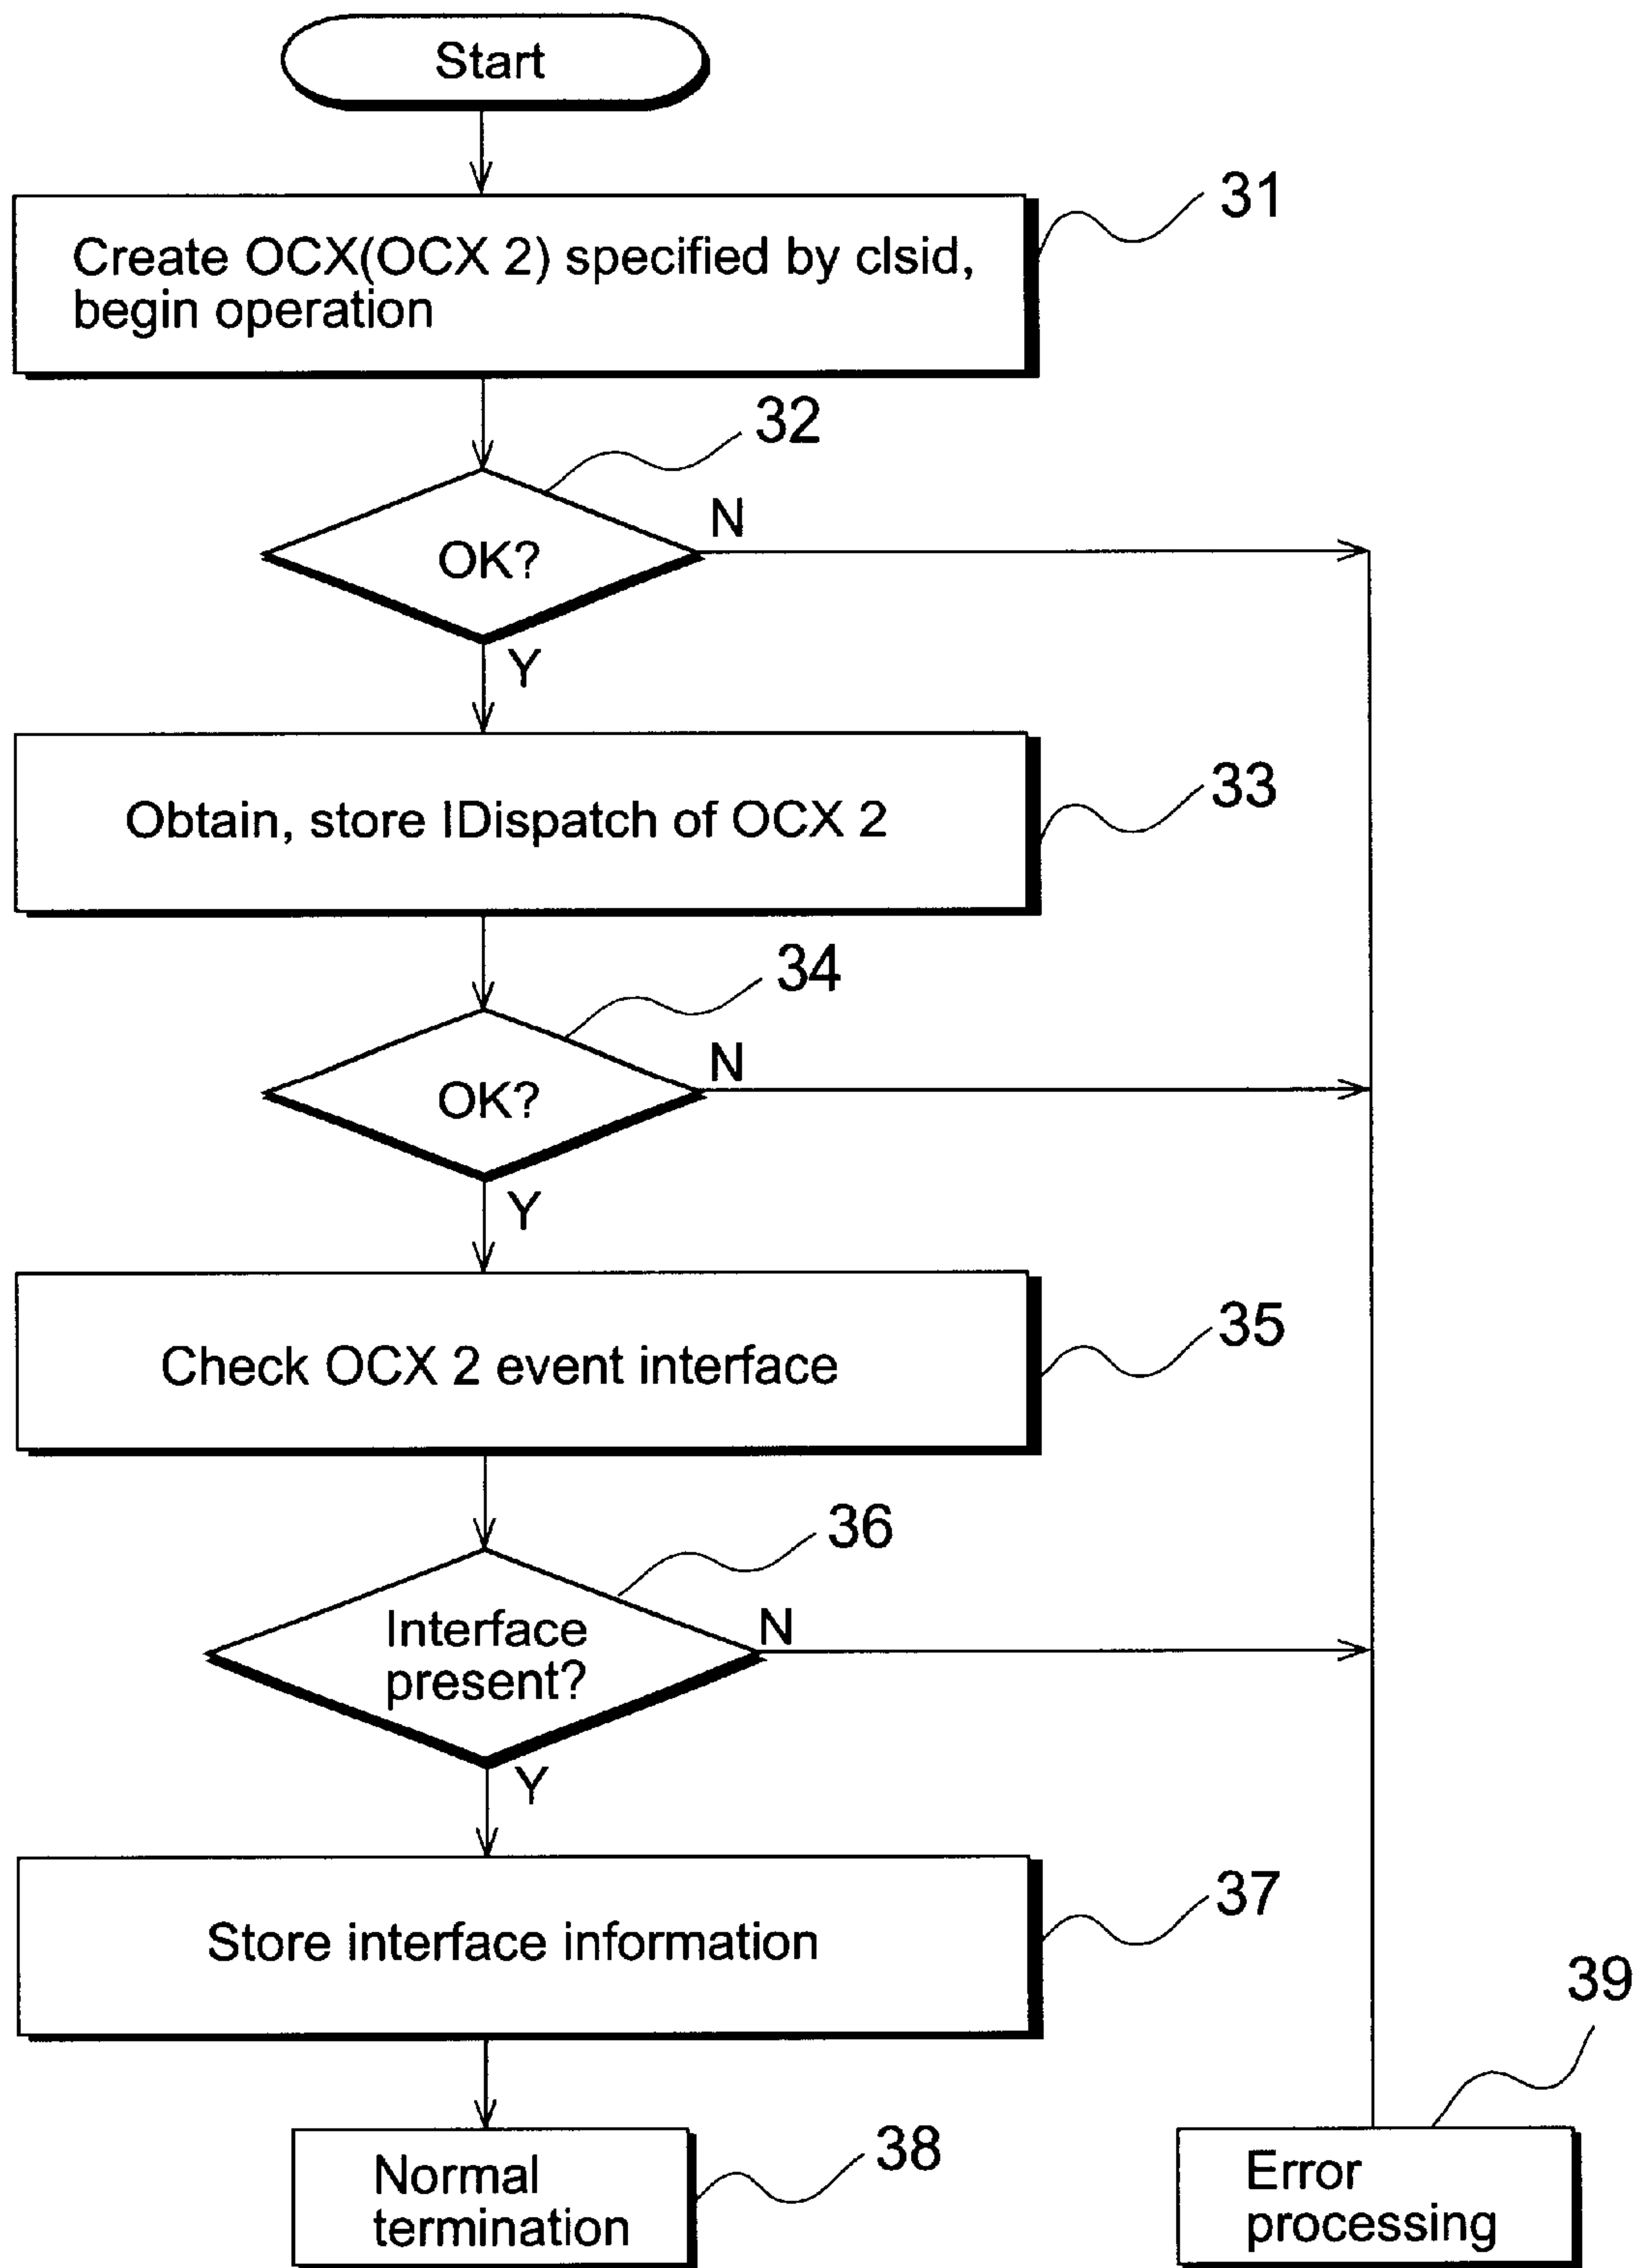 Start
31
Create OCX(OCX 2) specified by clsid,
begin operation
32
N
OK?
Y
33
Obtain, store IDispatch of OCX 2
34
N
OK?
Y
35
Check OCX 2 event interface
36
N
Interface
present?
Y
37
Store interface information
39
38
Normal
termination
Error
processing